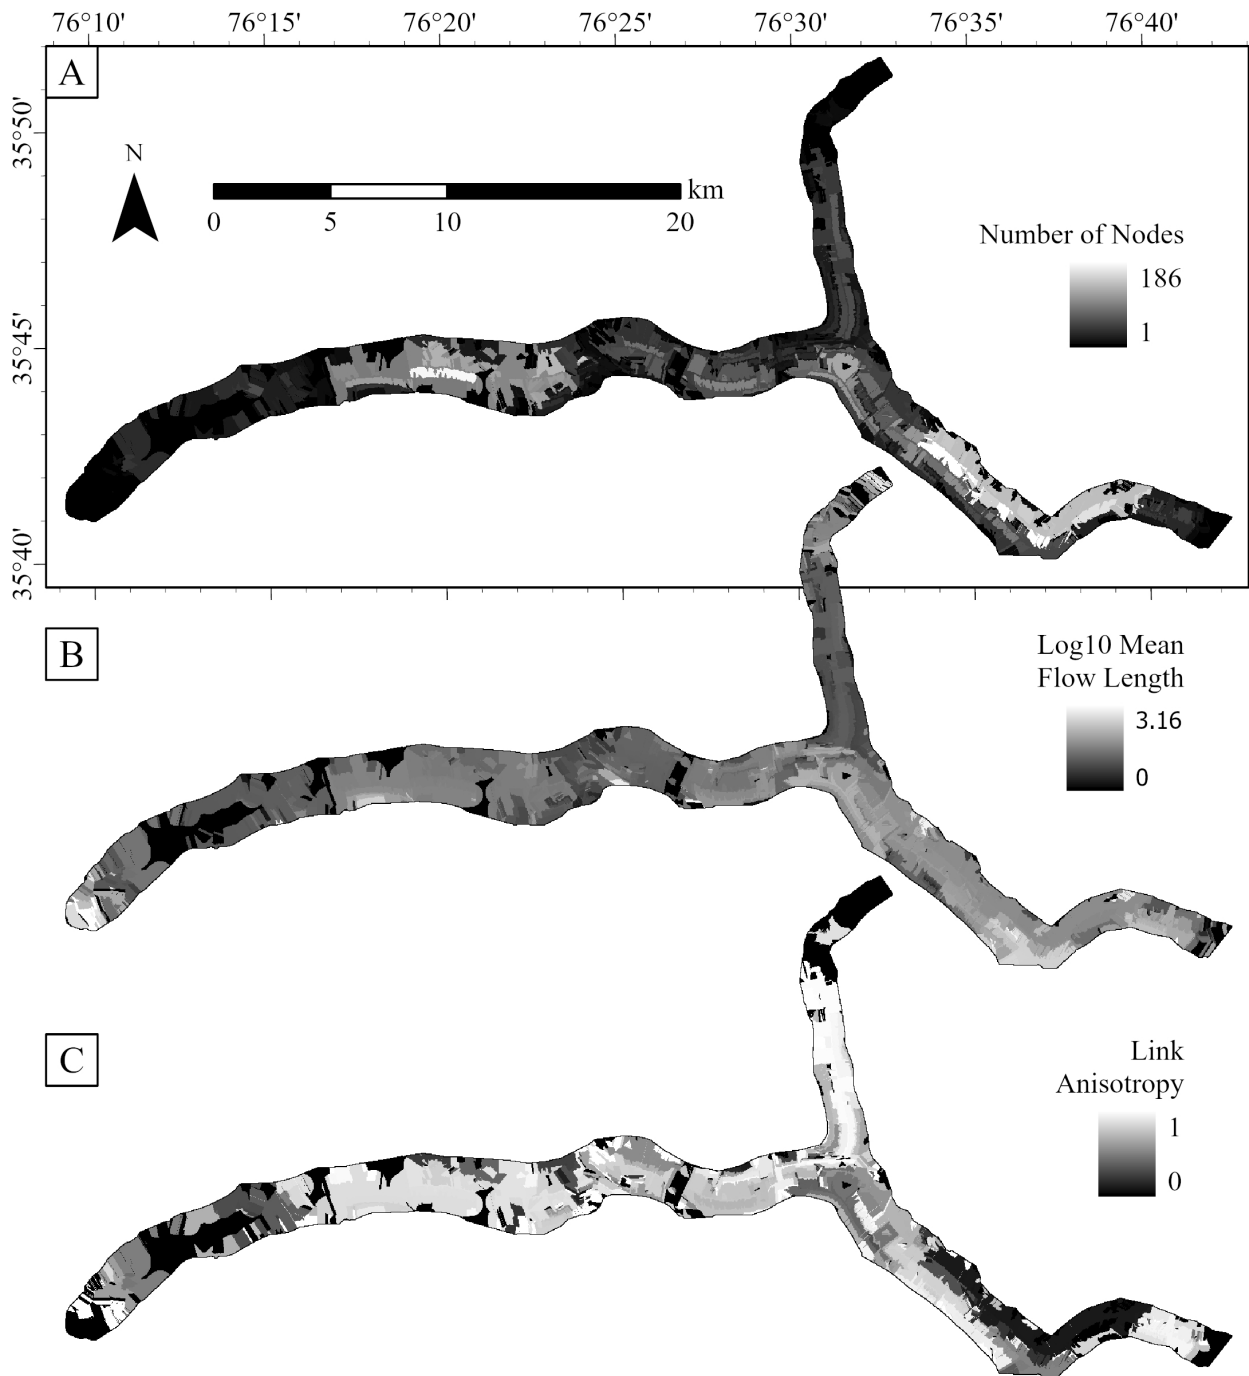 76°10' 76°15' 76°20' 76°25' 76°30' 76°35' 76°40'
A
35°50'
35°45'
35°40'
N
km
0 5 10 20
Number of Nodes
186
1
B
Log10 Mean
Flow Length
3.16
0
C
Link
Anisotropy
1
0